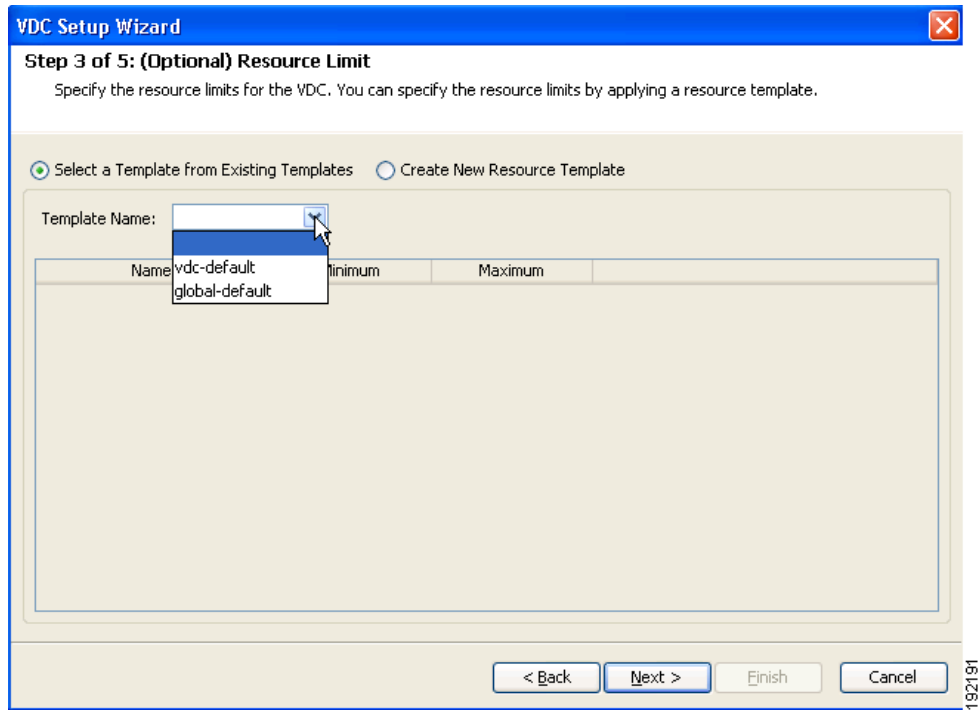 VDC Setup Wizard
Step 3 of 5: (Optional) Resource Limit
Specify the resource limits for the VDC. You can specify the resource limits by applying a resource template.
Select a Template from Existing Templates Create New Resource Template
Template Name:
vdc-default
global-default
Name Minimum Maximum
< Back Next > Finish Cancel
192191